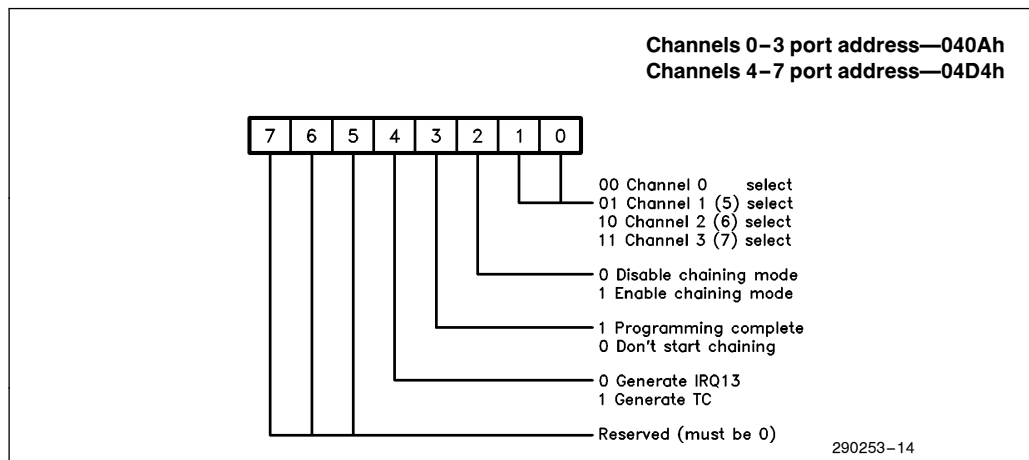 Channels 0–3 port address—040Ah
Channels 4–7 port address—04D4h
7 6 5 4 3 2 1 0
00 Channel 0 select
01 Channel 1 (5) select
10 Channel 2 (6) select
11 Channel 3 (7) select
0 Disable chaining mode
1 Enable chaining mode
1 Programming complete
0 Don't start chaining
0 Generate IRQ13
1 Generate TC
Reserved (must be 0)
290253–14